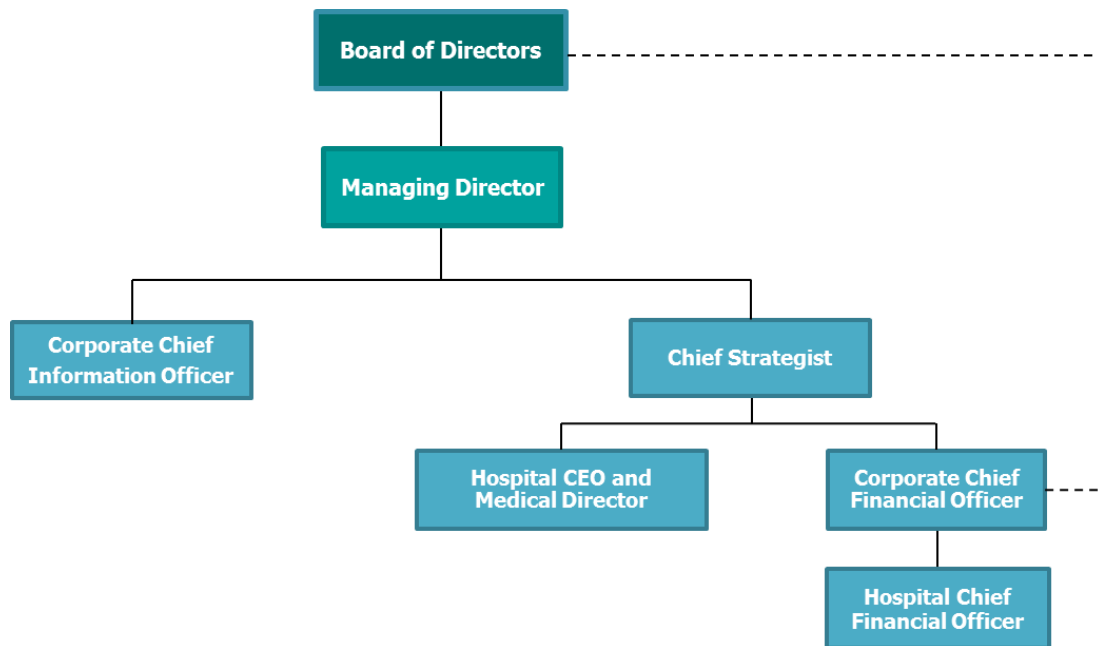 Board of Directors
Managing Director
Corporate Chief
Information Officer
Chief Strategist
Hospital CEO and
Medical Director
Corporate Chief
Financial Officer
Hospital Chief
Financial Officer